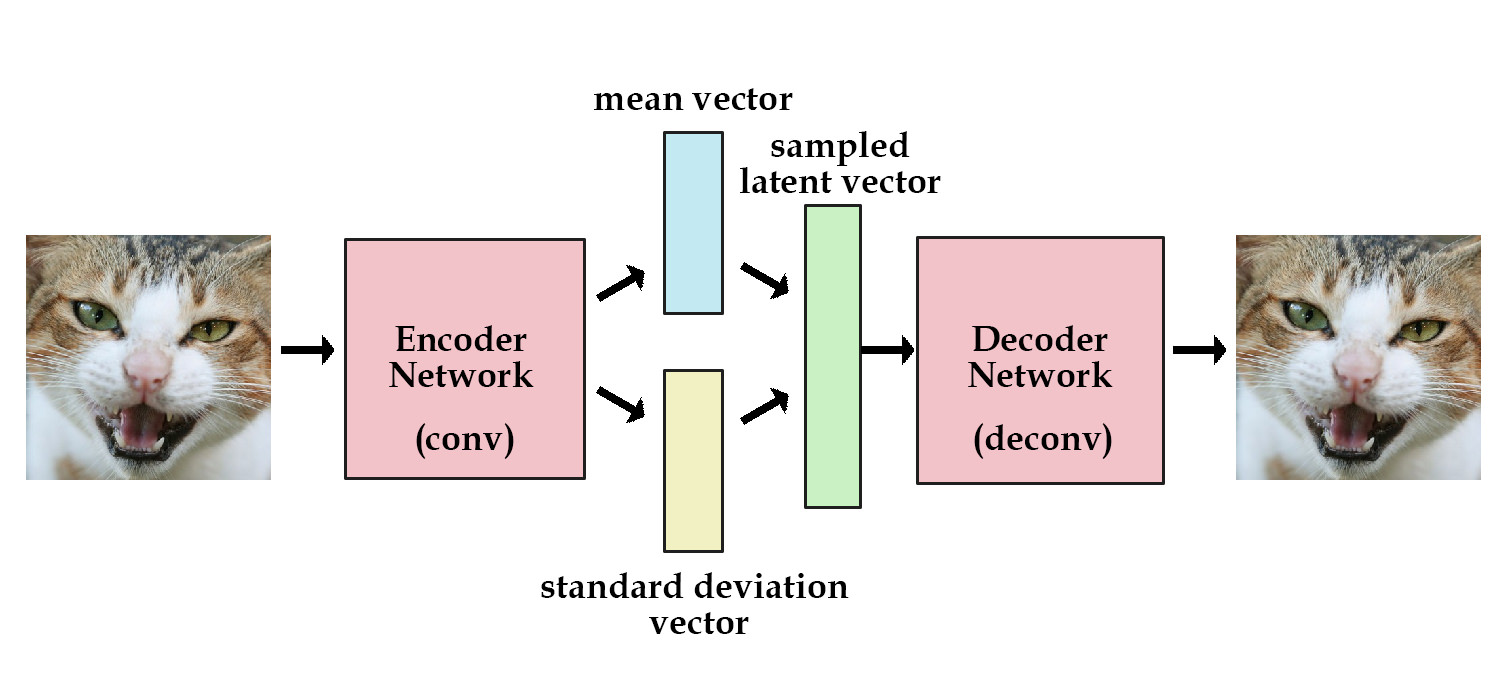 mean vector
sampled
latent vector
Encoder
Network
(conv)
Decoder
Network
(deconv)
standard deviation
vector